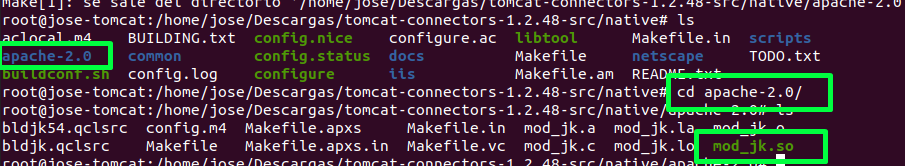 make[1]: se sale del directorio '/home/jose/Descargas/tomcat-connectors-1.2.48-src/native/apache-2.0
root@jose-tomcat:/home/jose/Descargas/tomcat-connectors-1.2.48-src/native# ls
aclocal.m4 BUILDING.txt config.nice configure.ac libtool Makefile.in scripts
apache-2.0 common config.status docs Makefile netscape TODO.txt
buildconf.sh config.log configure iis Makefile.am README.txt
root@jose-tomcat:/home/jose/Descargas/tomcat-connectors-1.2.48-src/native# cd apache-2.0/
root@jose-tomcat:/home/jose/Descargas/tomcat-connectors-1.2.48-src/native/apache-2.0# ls
bldjk54.qclsrc config.m4 Makefile.apxs Makefile.in mod_jk.a mod_jk.la mod_jk.o
bldjk.qclsrc Makefile Makefile.apxs.in Makefile.vc mod_jk.c mod_jk.lo mod_jk.so
root@jose-tomcat:/home/jose/Descargas/tomcat-connectors-1.2.48-src/native/apache-2.0#